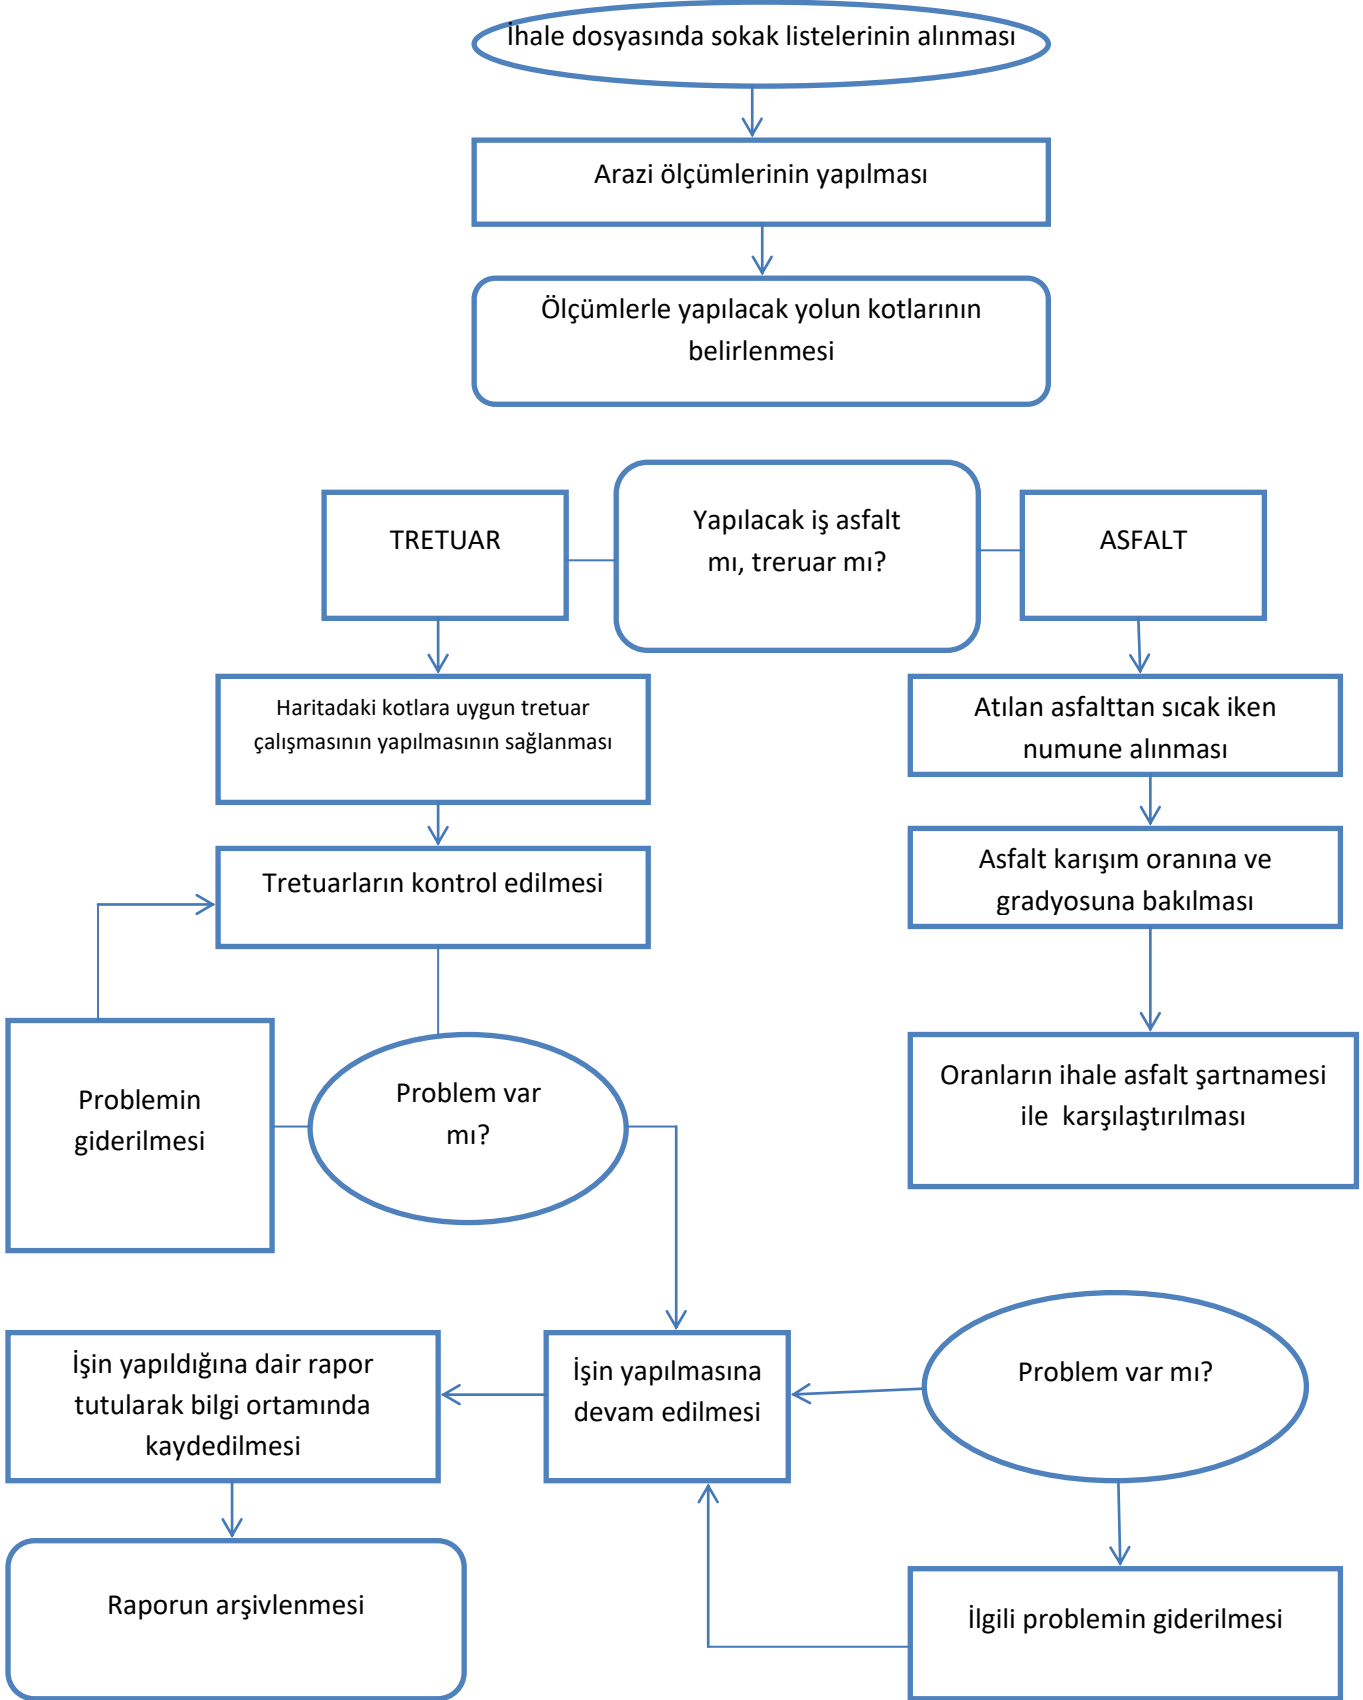 İhale dosyasında sokak listelerinin alınması
Arazi ölçümlerinin yapılması
Ölçümlerle yapılacak yolun kotlarının
belirlenmesi
TRETUAR
Yapılacak iş asfalt
mı, treruar mı?
ASFALT
Haritadaki kotlara uygun tretuar
çalışmasının yapılmasının sağlanması
Atılan asfalttan sıcak iken
numune alınması
Tretuarların kontrol edilmesi
Asfalt karışım oranına ve
gradyosuna bakılması
Problemin
giderilmesi
Problem var
mı?
Oranların ihale asfalt şartnamesi
ile  karşılaştırılması
İşin yapıldığına dair rapor
tutularak bilgi ortamında
kaydedilmesi
İşin yapılmasına
devam edilmesi
Problem var mı?
Raporun arşivlenmesi
İlgili problemin giderilmesi